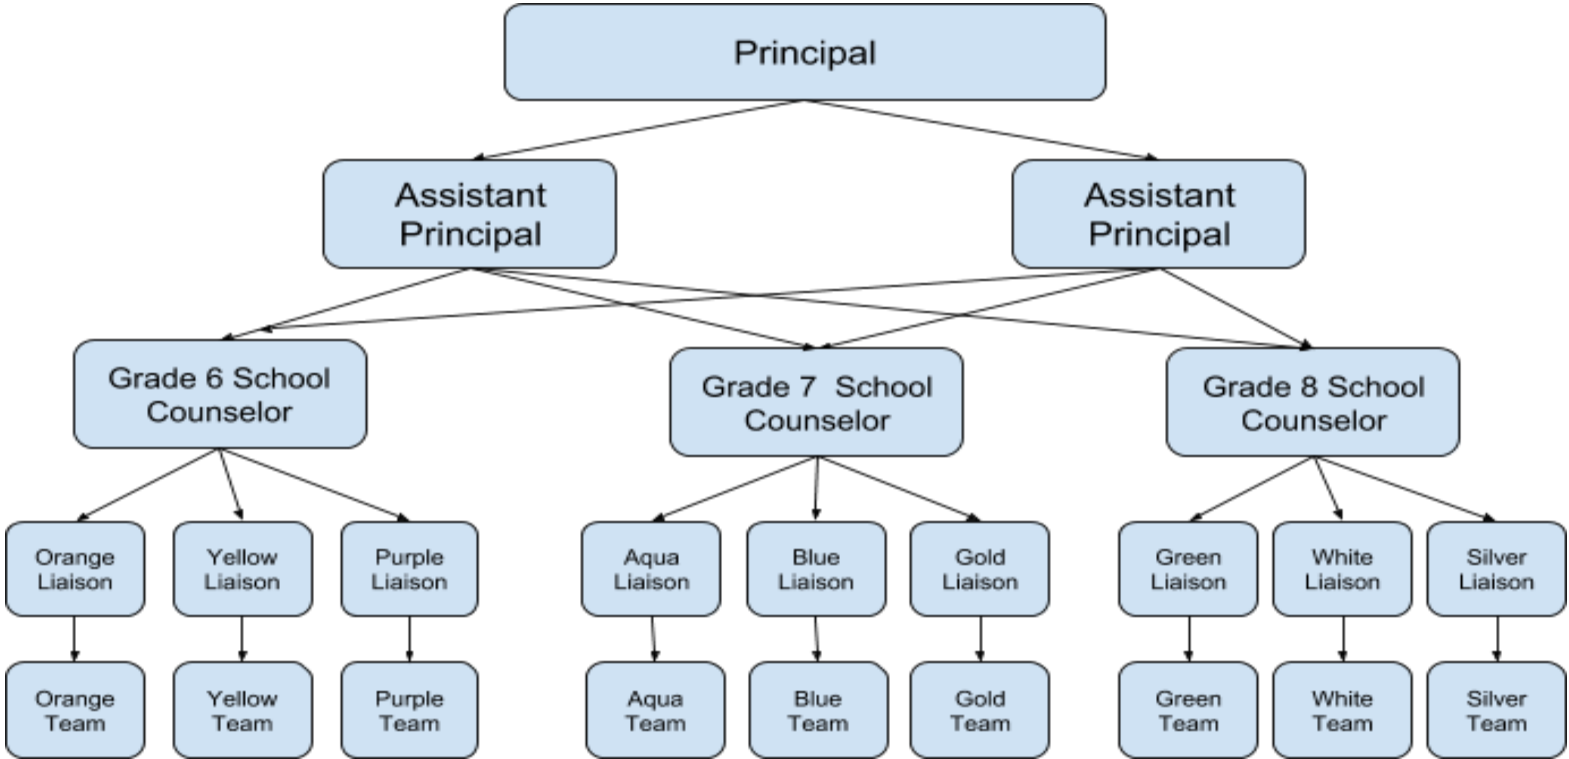 Principal
Assistant
Principal
Assistant
Principal
Grade 6 School
Counselor
Grade 7  School
Counselor
Grade 8 School
Counselor
Orange
Liaison
Yellow
Liaison
Purple
Liaison
Aqua
Liaison
Blue
Liaison
Gold
Liaison
Green
Liaison
White
Liaison
Silver
Liaison
Orange
Team
Yellow
Team
Purple
Team
Aqua
Team
Blue
Team
Gold
Team
Green
Team
White
Team
Silver
Team